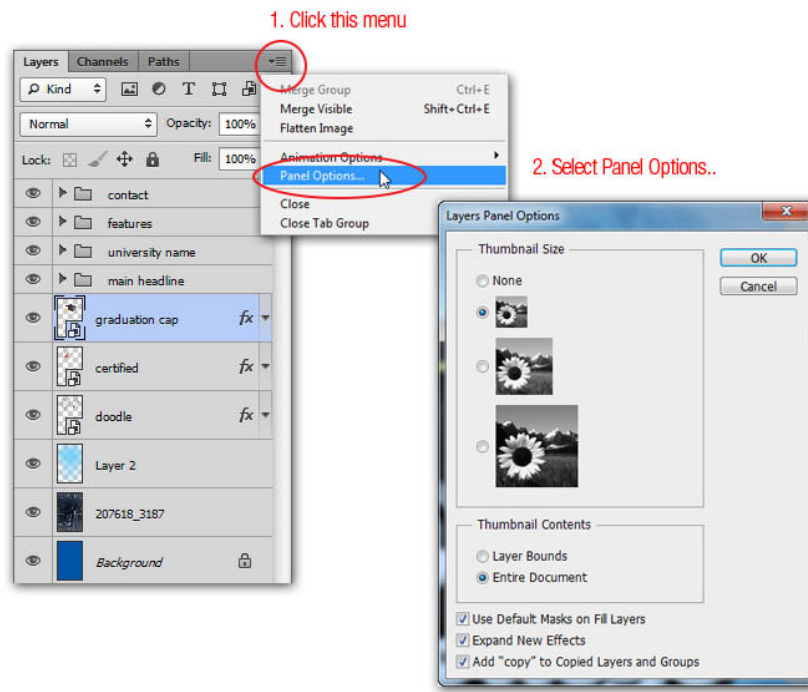 1. Click this menu
Layers Channels Paths
Kind T
Normal Opacity: 100%
Lock: Fill: 100%
contact
features
university name
main headline
graduation cap fx
certified fx
doodle fx
Layer 2
207618_3187
Background
Merge Group Ctrl+E
Merge Visible Shift+Ctrl+E
Flatten Image
Animation Options
Panel Options...
Close
Close Tab Group
2. Select Panel Options..
Layers Panel Options
Thumbnail Size
None
OK
Cancel
Thumbnail Contents
Layer Bounds
Entire Document
Use Default Masks on Fill Layers
Expand New Effects
Add "copy" to Copied Layers and Groups